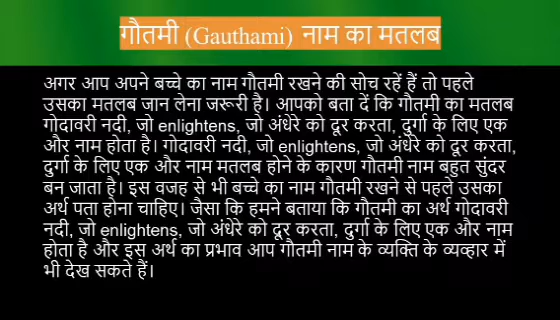 गौतमी (Gauthami) नाम का मतलब
अगर आप अपने बच्चे का नाम गौतमी रखने की सोच रहें हैं तो पहले
उसका मतलब जान लेना जरूरी है। आपको बता दें कि गौतमी का मतलब
गोदावरी नदी, जो enlightens, जो अंधेरे को दूर करता, दुर्गा के लिए एक
और नाम होता है। गोदावरी नदी, जो enlightens, जो अंधेरे को दूर करता,
दुर्गा के लिए एक और नाम मतलब होने के कारण गौतमी नाम बहुत सुंदर
बन जाता है। इस वजह से भी बच्चे का नाम गौतमी रखने से पहले उसका
अर्थ पता होना चाहिए। जैसा कि हमने बताया कि गौतमी का अर्थ गोदावरी
नदी, जो enlightens, जो अंधेरे को दूर करता, दुर्गा के लिए एक और नाम
होता है और इस अर्थ का प्रभाव आप गौतमी नाम के व्यक्ति के व्यव्हार में
भी देख सकते हैं।